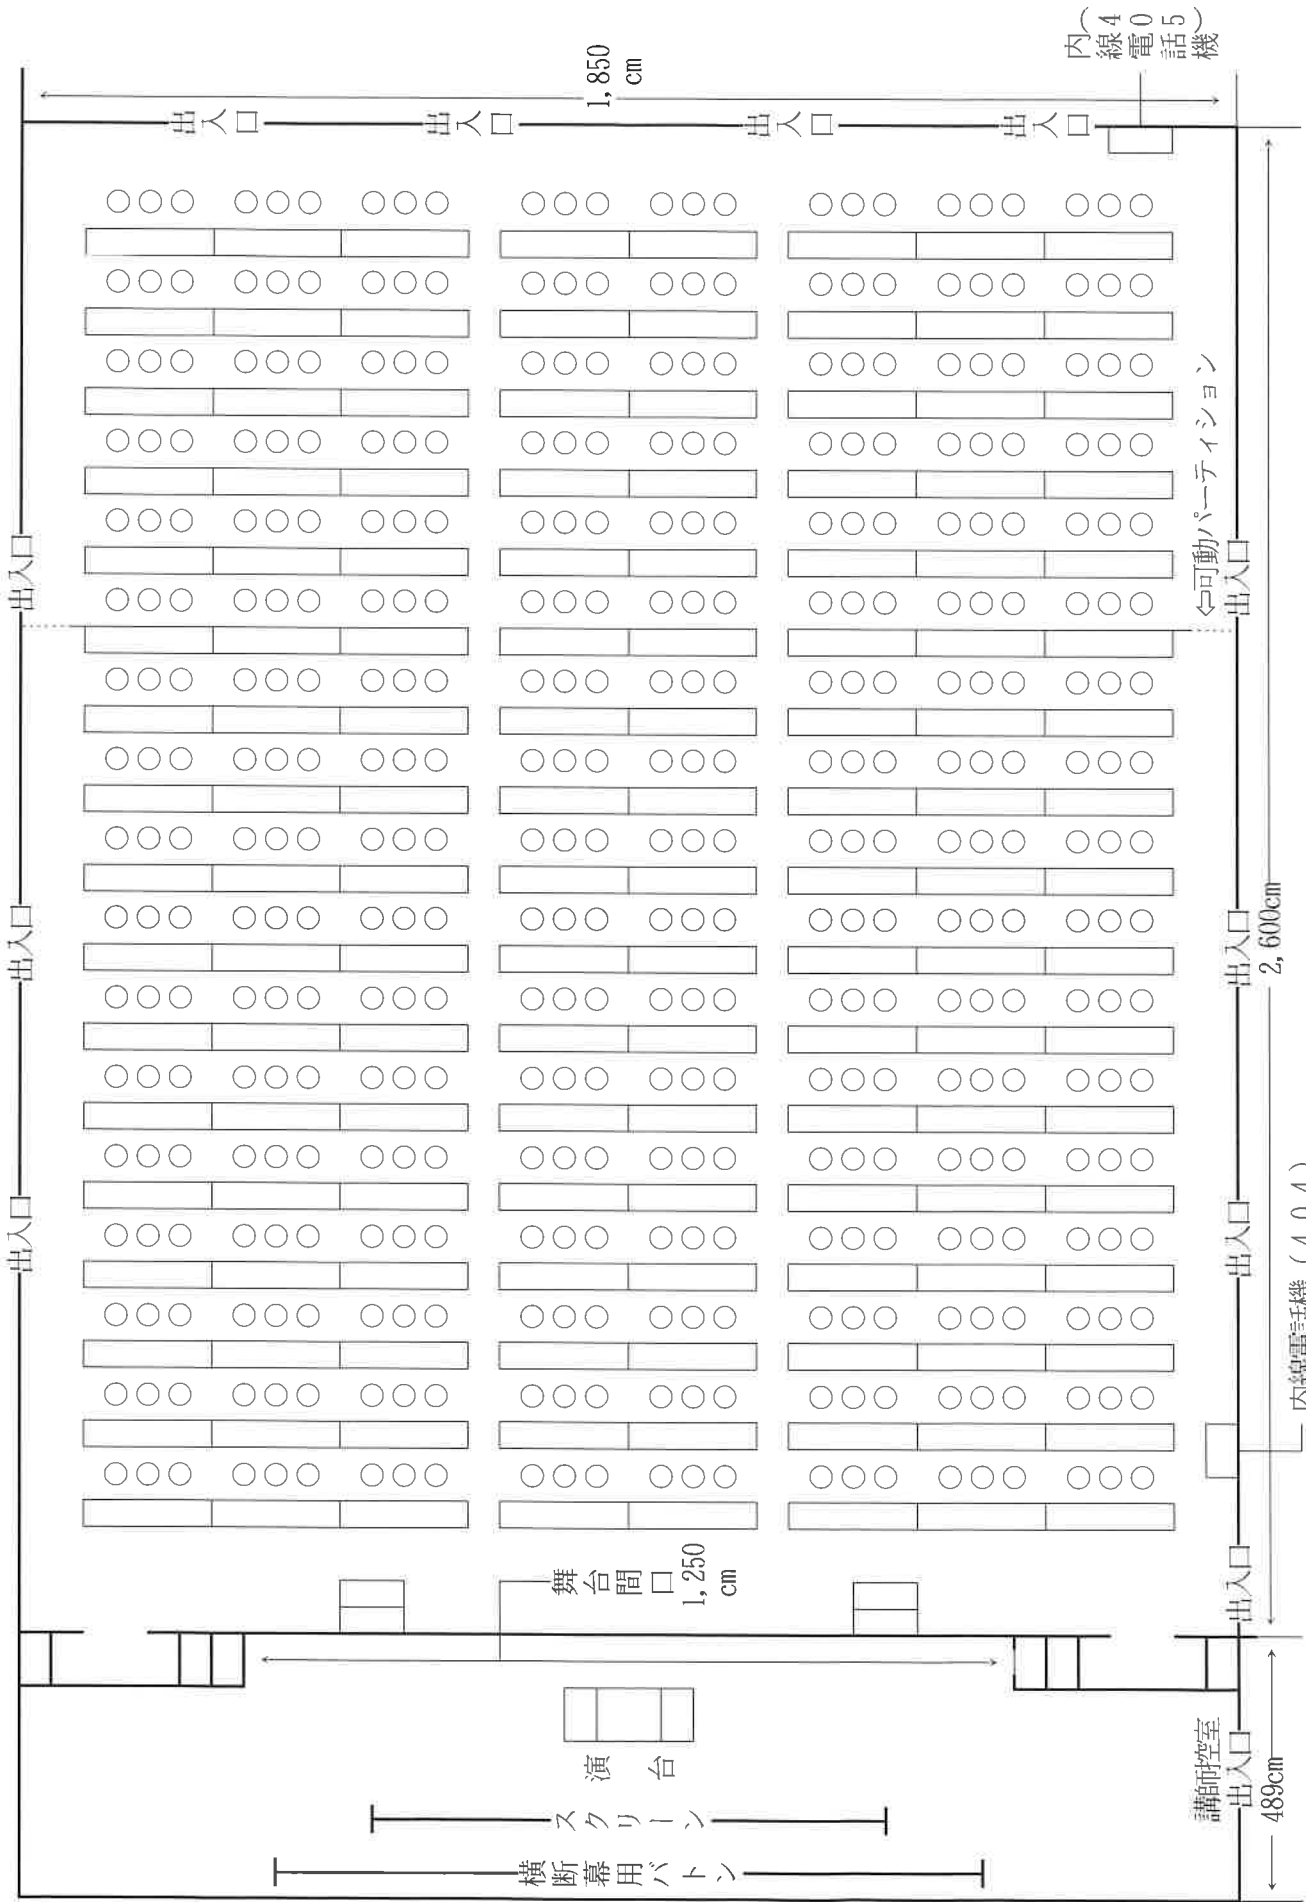 内線電話機
(405)
1,850
cm
出入口
出入口
出入口
出入口
出入口
⇦可動パーティション
出入口
出入口
出入口
2,600cm
出入口
出入口
内線電話機(404)
舞台間口
1,250
cm
出入口
演台
講師控室
出入口
489cm
スクリーン
横断幕用バトン